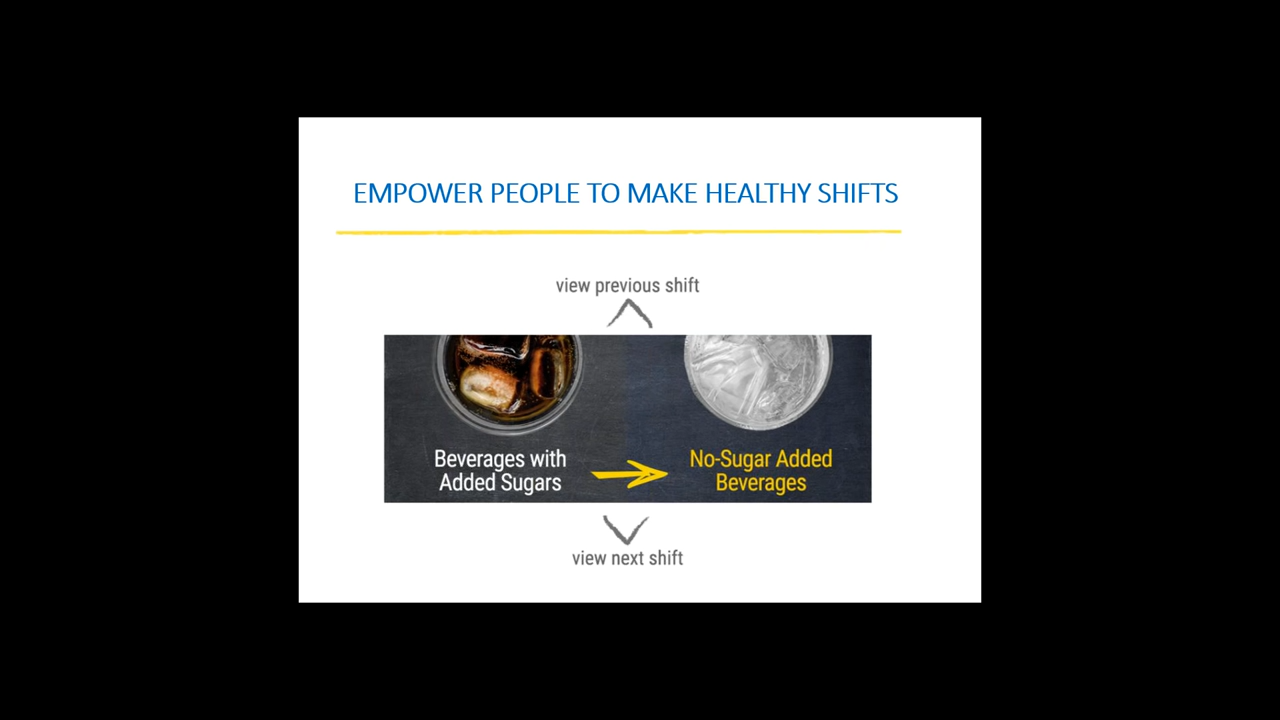 EMPOWER PEOPLE TO MAKE HEALTHY SHIFTS
view previous shift
Beverages with
Added Sugars
No-Sugar Added
Beverages
view next shift